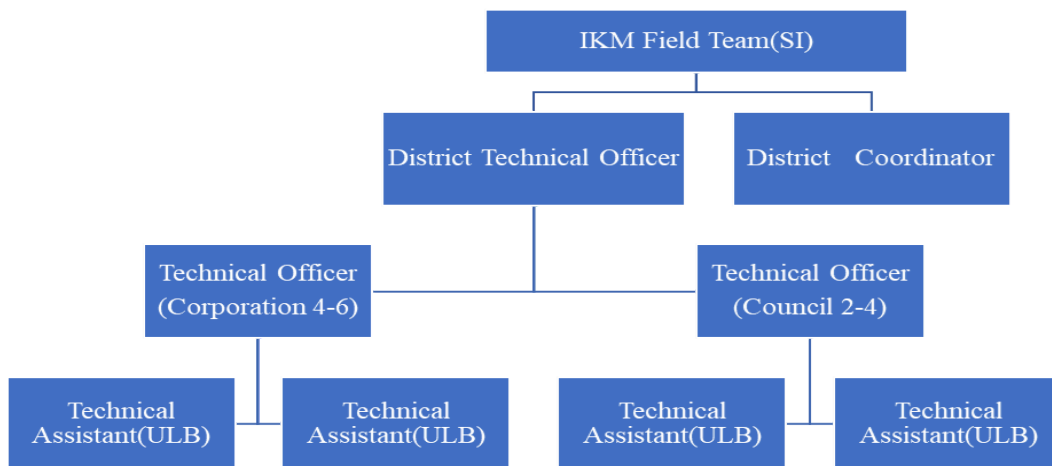 IKM Field Team(SI)
District Technical Officer
District Coordinator
Technical Officer
(Corporation 4-6)
Technical Officer
(Council 2-4)
Technical
Assistant(ULB)
Technical
Assistant(ULB)
Technical
Assistant(ULB)
Technical
Assistant(ULB)